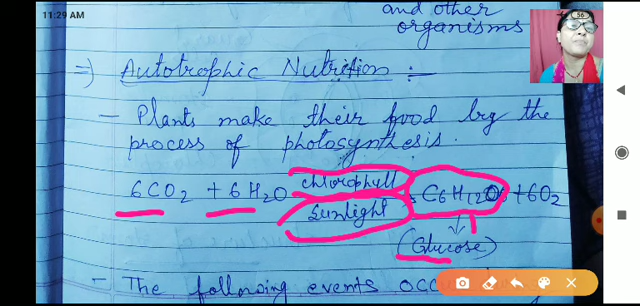 11:29 AM
56
and other
organisms
=) Autotrophic Nutrition :-
- Plants make their food by the
process of photosynthesis.
6CO2 + 6H2O chlorophyll C6H12O6 + 6O2
Sunlight
(Glucose)
- The following events